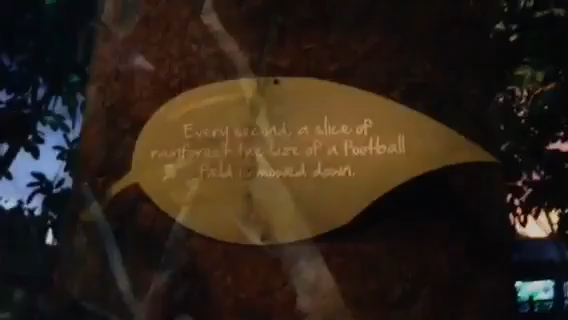 Every second, a slice of
rainforest the size of a football
field is mowed down.